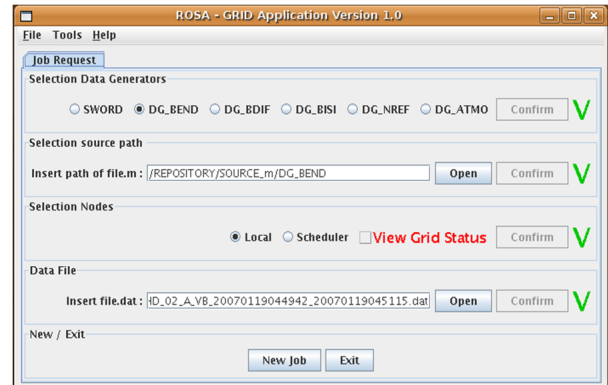 ROSA - GRID Application Version 1.0
File Tools Help
Job Request
Selection Data Generators
SWORD DG_BEND DG_BDIF DG_BISI DG_NREF DG_ATMO Confirm V
Selection source path
Insert path of file.m : /REPOSITORY/SOURCE_m/DG_BEND Open Confirm V
Selection Nodes
Local Scheduler View Grid Status Confirm V
Data File
Insert file.dat : HD_02_A_VB_20070119044942_20070119045115.dat Open Confirm V
New / Exit
New Job Exit